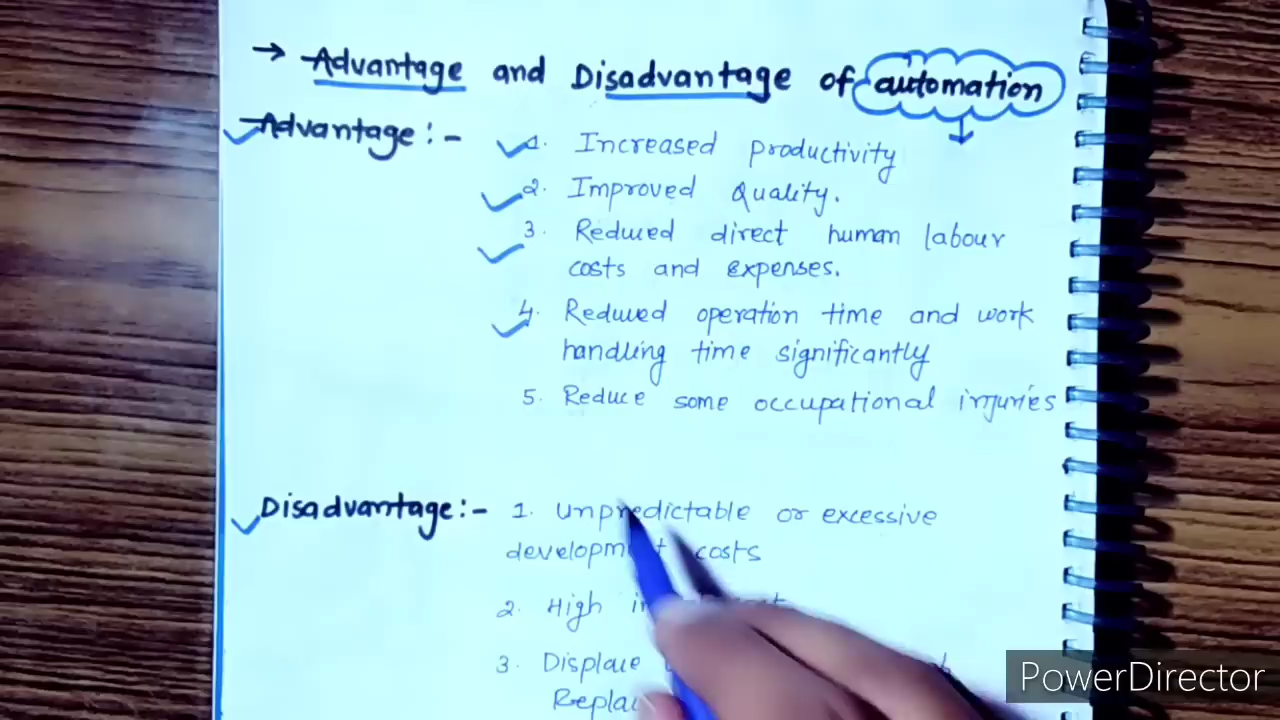 → Advantage and Disadvantage of automation
Advantage:- 1. Increased productivity
2. Improved Quality.
3. Reduced direct human labour
costs and expenses.
4. Reduced operation time and work
handling time significantly
5. Reduce some occupational injuries
Disadvantage:- 1. Unpredictable or excessive
development costs
2. High
3. Displace
PowerDirector